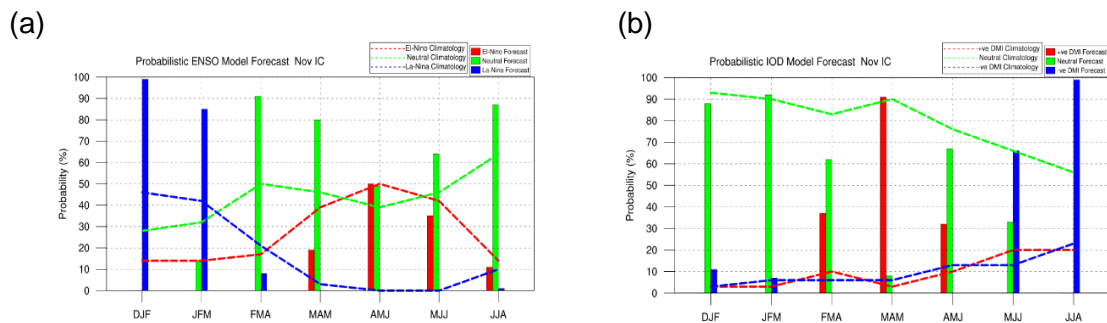 (a)
Probabilistic ENSO Model Forecast Nov IC
El-Nino Climatology
Neutral Climatology
La-Nina Climatology
El-Nino Forecast
Neutral Forecast
La-Nina Forecast
Probability (%)
100
90
80
70
60
50
40
30
20
10
0
DJF JFM FMA MAM AMJ MJJ JJA
(b)
Probabilistic IOD Model Forecast Nov IC
+ve DMI Climatology
Neutral Climatology
-ve DMI Climatology
+ve DMI Forecast
Neutral Forecast
-ve DMI Forecast
Probability (%)
100
90
80
70
60
50
40
30
20
10
0
DJF JFM FMA MAM AMJ MJJ JJA